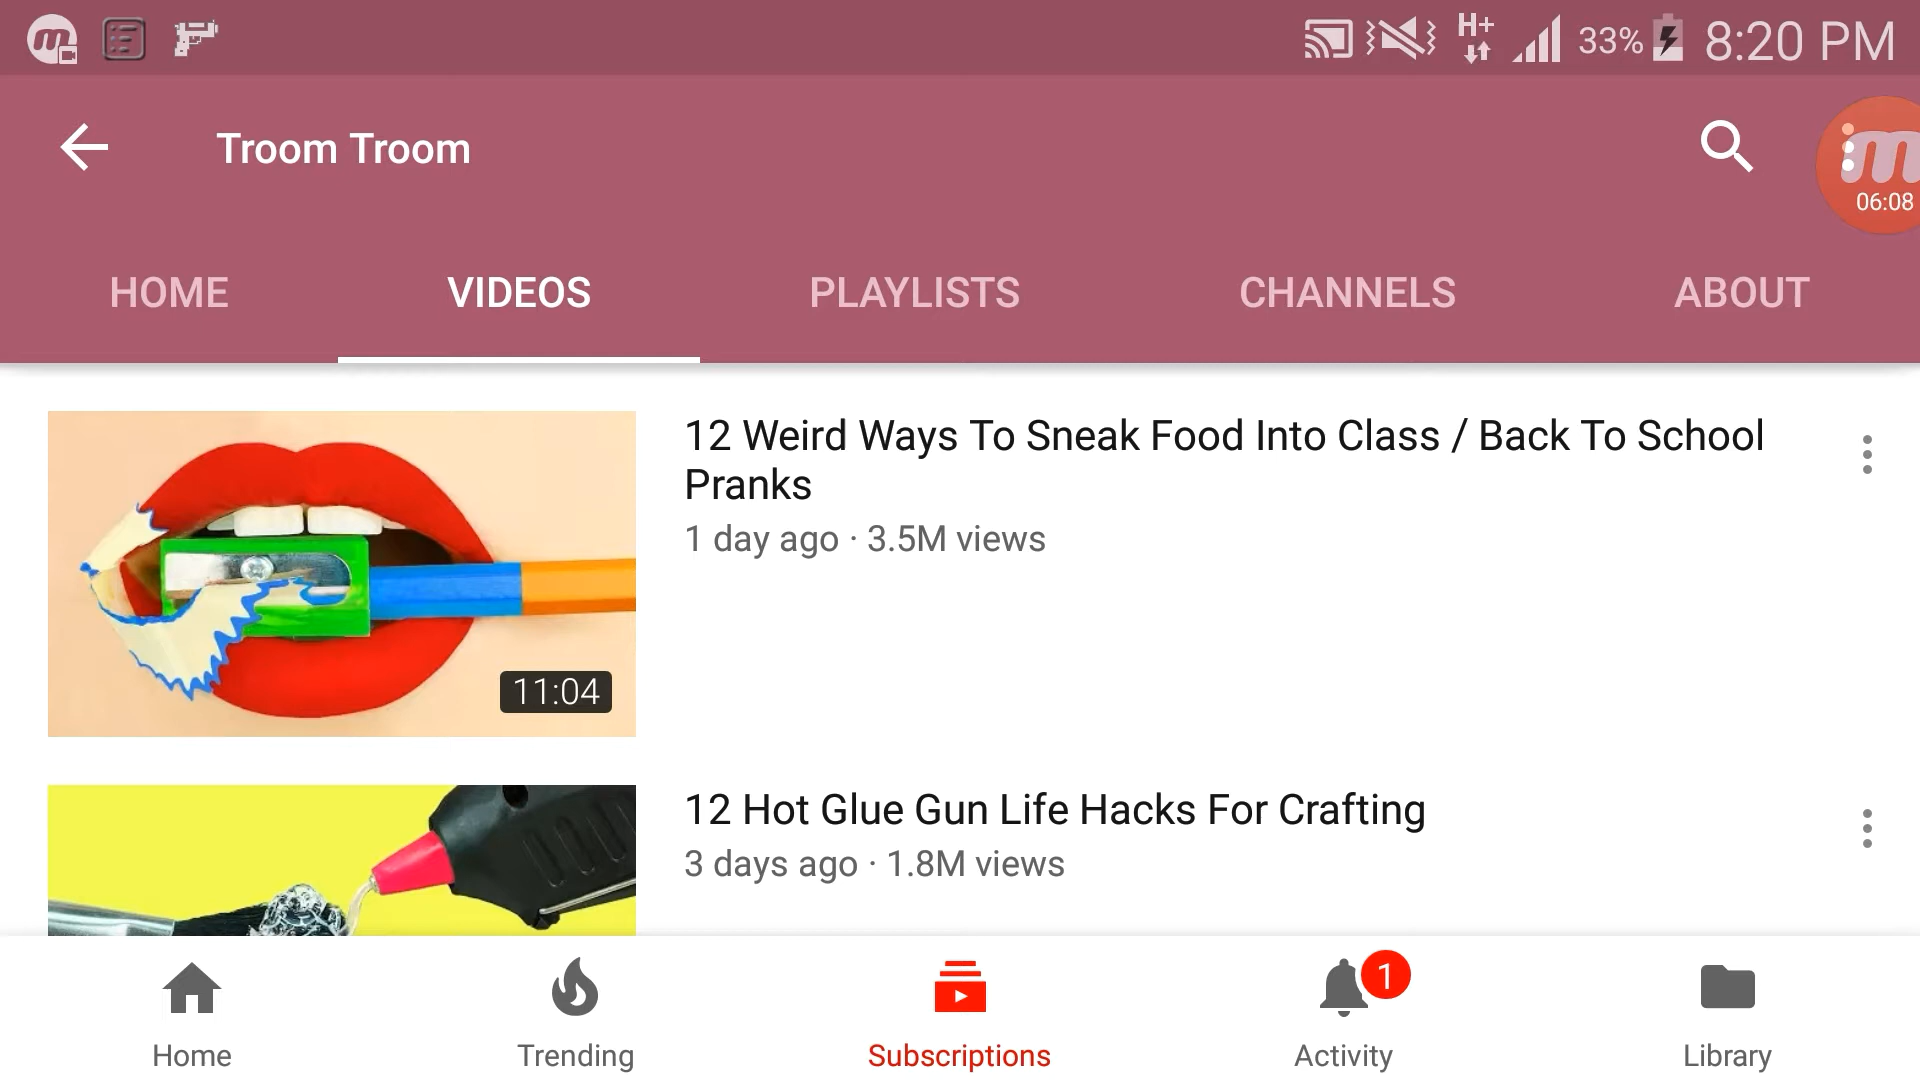 33% 8:20 PM
Troom Troom
m
06:08
HOME VIDEOS PLAYLISTS CHANNELS ABOUT
12 Weird Ways To Sneak Food Into Class / Back To School
Pranks
1 day ago · 3.5M views
11:04
12 Hot Glue Gun Life Hacks For Crafting
3 days ago · 1.8M views
1
Home Trending Subscriptions Activity Library